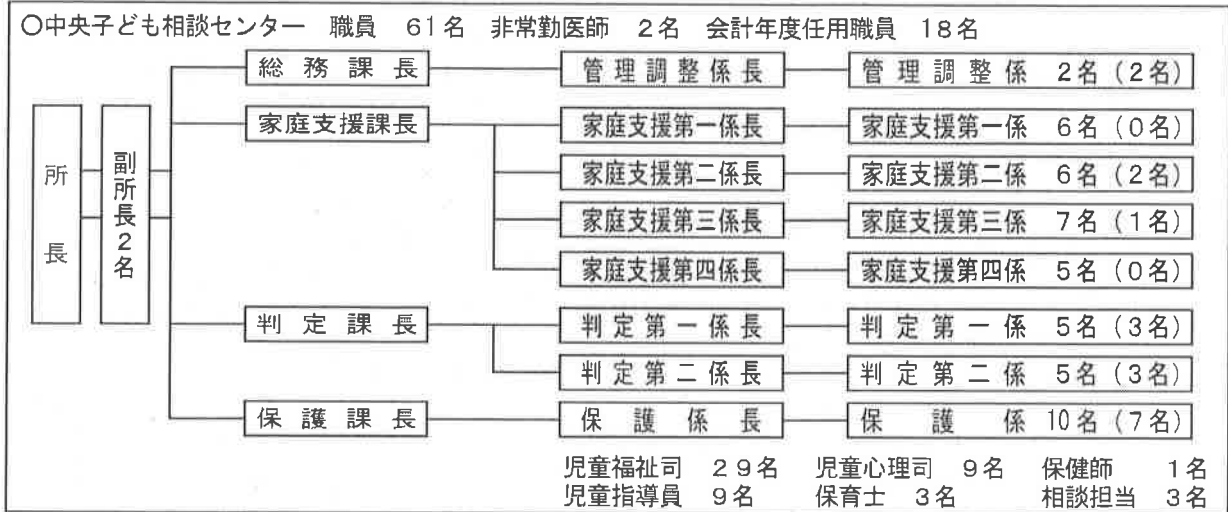 〇中央子ども相談センター 職員 61名 非常勤医師 2名 会計年度任用職員 18名
所長
副所長2名
総務課長 管理調整係長 管理調整係 2名(2名)
家庭支援課長 家庭支援第一係長 家庭支援第一係 6名(0名)
家庭支援第二係長 家庭支援第二係 6名(2名)
家庭支援第三係長 家庭支援第三係 7名(1名)
家庭支援第四係長 家庭支援第四係 5名(0名)
判定課長 判定第一係長 判定第一係 5名(3名)
判定第二係長 判定第二係 5名(3名)
保護課長 保護係長 保護係 10名(7名)
児童福祉司 29名 児童心理司 9名 保健師 1名
児童指導員 9名 保育士 3名 相談担当 3名